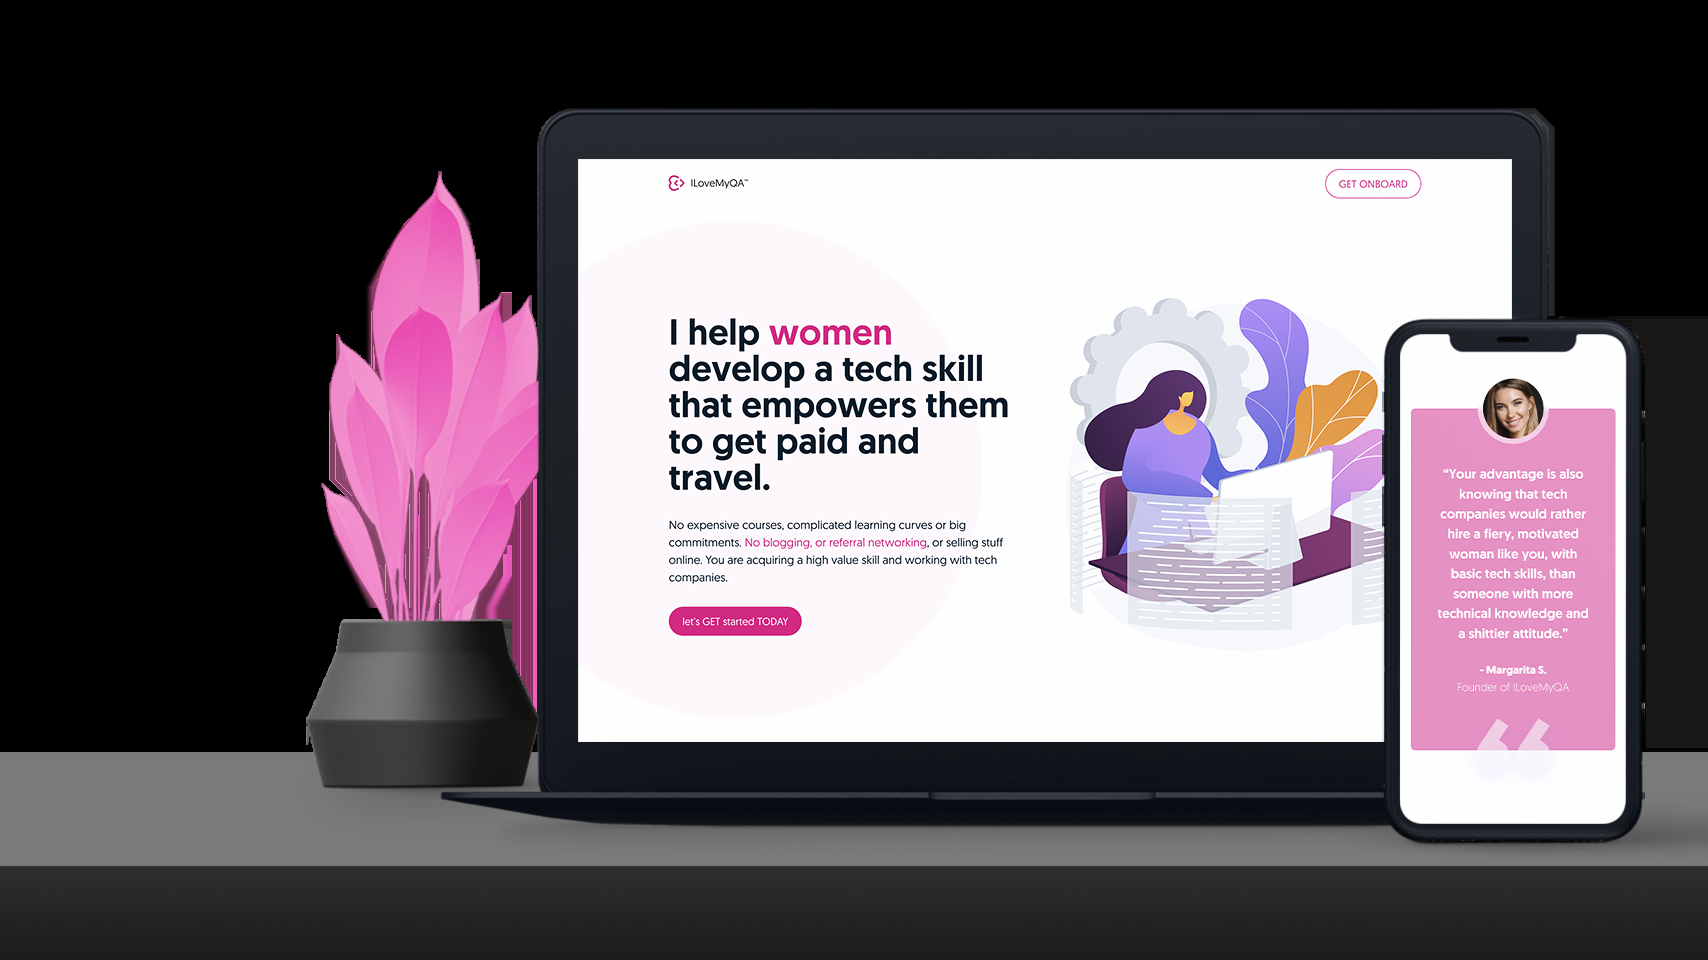 ILoveMyQA™
GET ONBOARD
I help women
develop a tech skill
that empowers them
to get paid and
travel.
No expensive courses, complicated learning curves or big
commitments. No blogging, or referral networking, or selling stuff
online. You are acquiring a high value skill and working with tech
companies.
let's GET started TODAY
“Your advantage is also
knowing that tech
companies would rather
hire a fiery, motivated
woman like you, with
basic tech skills, than
someone with more
technical knowledge and
a shittier attitude.”
- Margarita S.
Founder of ILoveMyQA